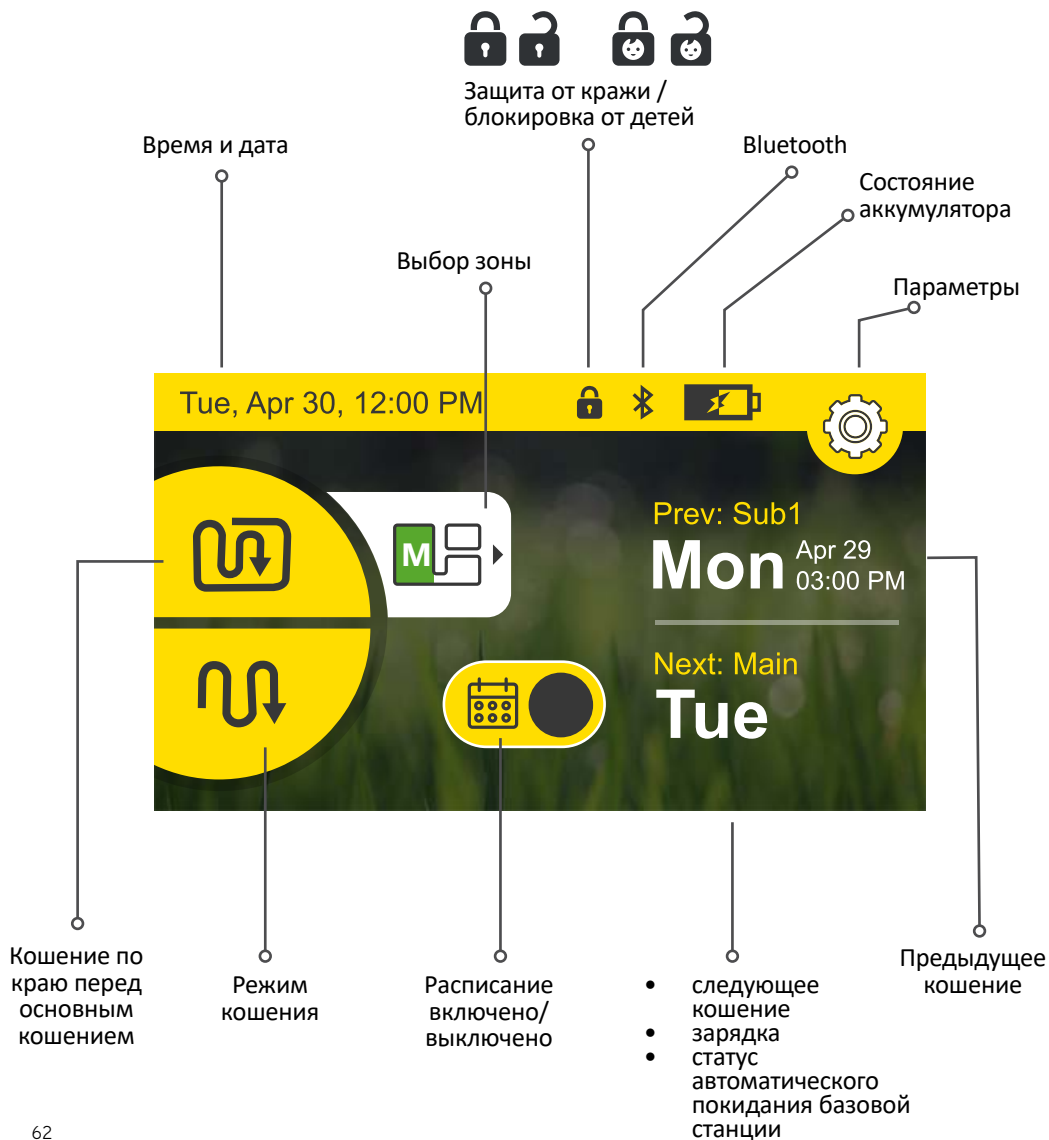 Защита от кражи /
блокировка от детей
Время и дата
Bluetooth
Состояние
аккумулятора
Выбор зоны
Параметры
Tue, Apr 30, 12:00 PM
Prev: Sub1
Mon
Apr 29
03:00 PM
M
Next: Main
Tue
Кошение по
краю перед
основным
кошением
Режим
кошения
Расписание
включено/
выключено
• следующее
кошение
• зарядка
• статус
автоматического
покидания базовой
станции
Предыдущее
кошение
62